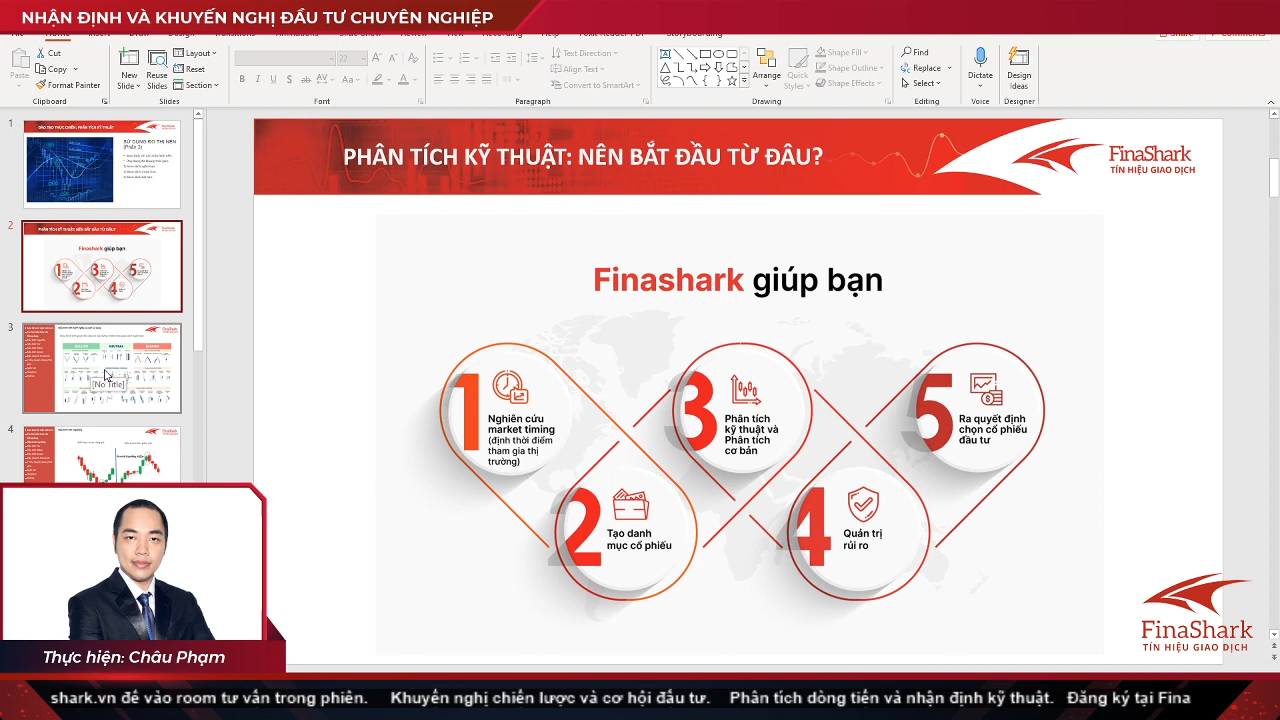 NHẬN ĐỊNH VÀ KHUYẾN NGHỊ ĐẦU TƯ CHUYÊN NGHIỆP
Paste
Cut
Copy
Format Painter
Clipboard
New Slide
Reuse Slides
Layout
Reset
Section
Slides
22
Font
Text Direction
Align Text
Convert to SmartArt
Paragraph
Arrange
Quick Styles
Shape Fill
Shape Outline
Shape Effects
Drawing
Find
Replace
Select
Editing
Dictate
Voice
Design Ideas
Designer
1
2
3
4
[No Title]
PHÂN TÍCH KỸ THUẬT: NÊN BẮT ĐẦU TỪ ĐÂU?
FinaShark
TÍN HIỆU GIAO DỊCH
Finashark giúp bạn
1
Nghiên cứu
market timing
(định thời điểm
tham gia thị
trường)
2
Tạo danh
mục cổ phiếu
3
Phân tích
kỹ thuật và
Phân tích
cơ bản
4
Quản trị
rủi ro
5
Ra quyết định
chọn cổ phiếu
đầu tư
FinaShark
TÍN HIỆU GIAO DỊCH
Thực hiện: Châu Phạm
shark.vn để vào room tư vấn trong phiên. Khuyến nghị chiến lược và cơ hội đầu tư. Phân tích dòng tiền và nhận định kỹ thuật. Đăng ký tại Fina